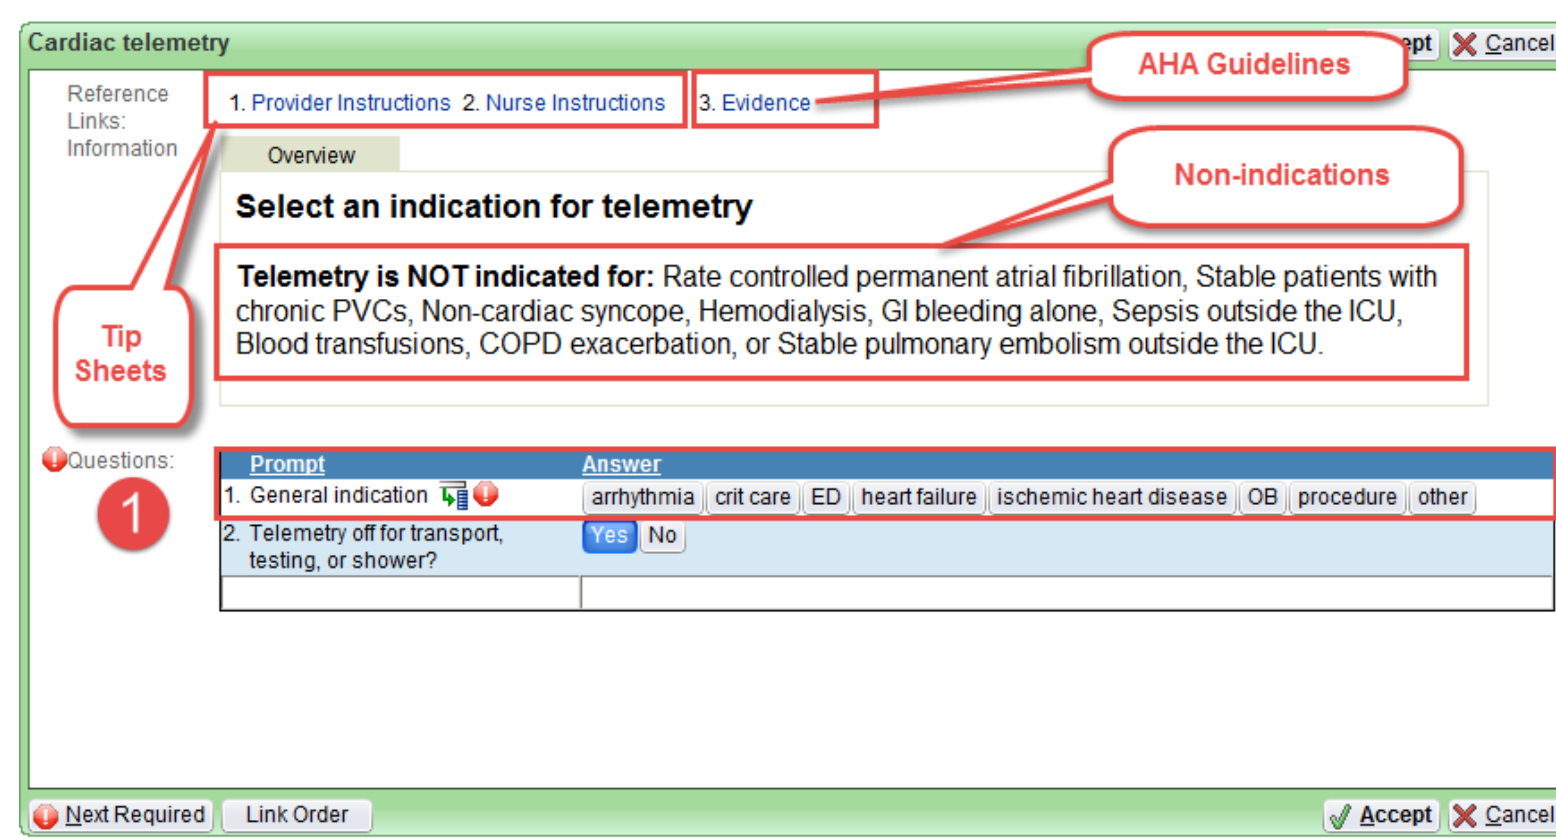 Cardiac telemetry
ept Cancel
AHA Guidelines
Reference
Links:
Information
1. Provider Instructions 2. Nurse Instructions 3. Evidence
Overview
Non-indications
Select an indication for telemetry
Telemetry is NOT indicated for: Rate controlled permanent atrial fibrillation, Stable patients with
chronic PVCs, Non-cardiac syncope, Hemodialysis, GI bleeding alone, Sepsis outside the ICU,
Blood transfusions, COPD exacerbation, or Stable pulmonary embolism outside the ICU.
Tip
Sheets
Questions:
Prompt Answer
1
1. General indication arrhythmia crit care ED heart failure ischemic heart disease OB procedure other
2. Telemetry off for transport,
testing, or shower? Yes No
Next Required Link Order Accept Cancel